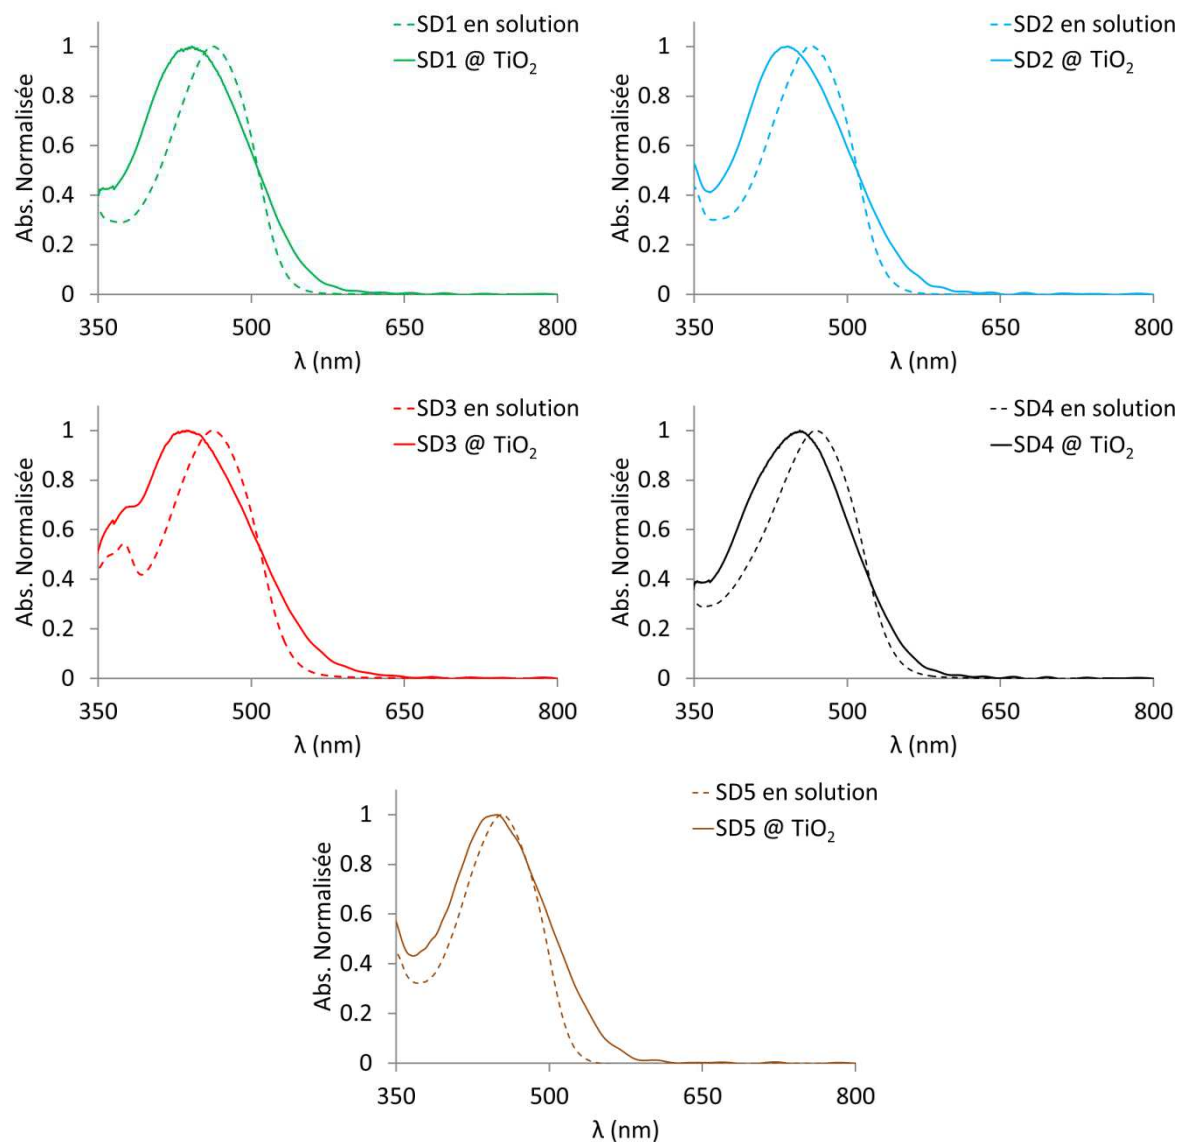 SD1 en solution
SD1 @ TiO₂
Abs. Normalisée
1
0.8
0.6
0.4
0.2
0
350 500 650 800
λ (nm)
SD2 en solution
SD2 @ TiO₂
Abs. Normalisée
1
0.8
0.6
0.4
0.2
0
350 500 650 800
λ (nm)
SD3 en solution
SD3 @ TiO₂
Abs. Normalisée
1
0.8
0.6
0.4
0.2
0
350 500 650 800
λ (nm)
SD4 en solution
SD4 @ TiO₂
Abs. Normalisée
1
0.8
0.6
0.4
0.2
0
350 500 650 800
λ (nm)
SD5 en solution
SD5 @ TiO₂
Abs. Normalisée
1
0.8
0.6
0.4
0.2
0
350 500 650 800
λ (nm)